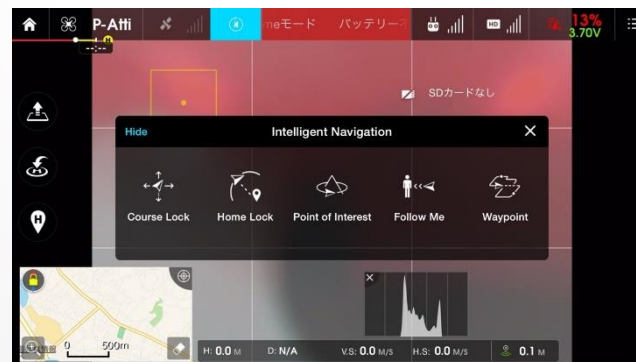 P-Atti
meモード バッテリー
HD
13%
3.70V
--:--
H
SDカードなし
Hide
Intelligent Navigation
Course Lock
Home Lock
Point of Interest
Follow Me
Waypoint
H
0
500m
H: 0.0 M
D: N/A
V.S: 0.0 M/S
H.S: 0.0 M/S
0.1 M